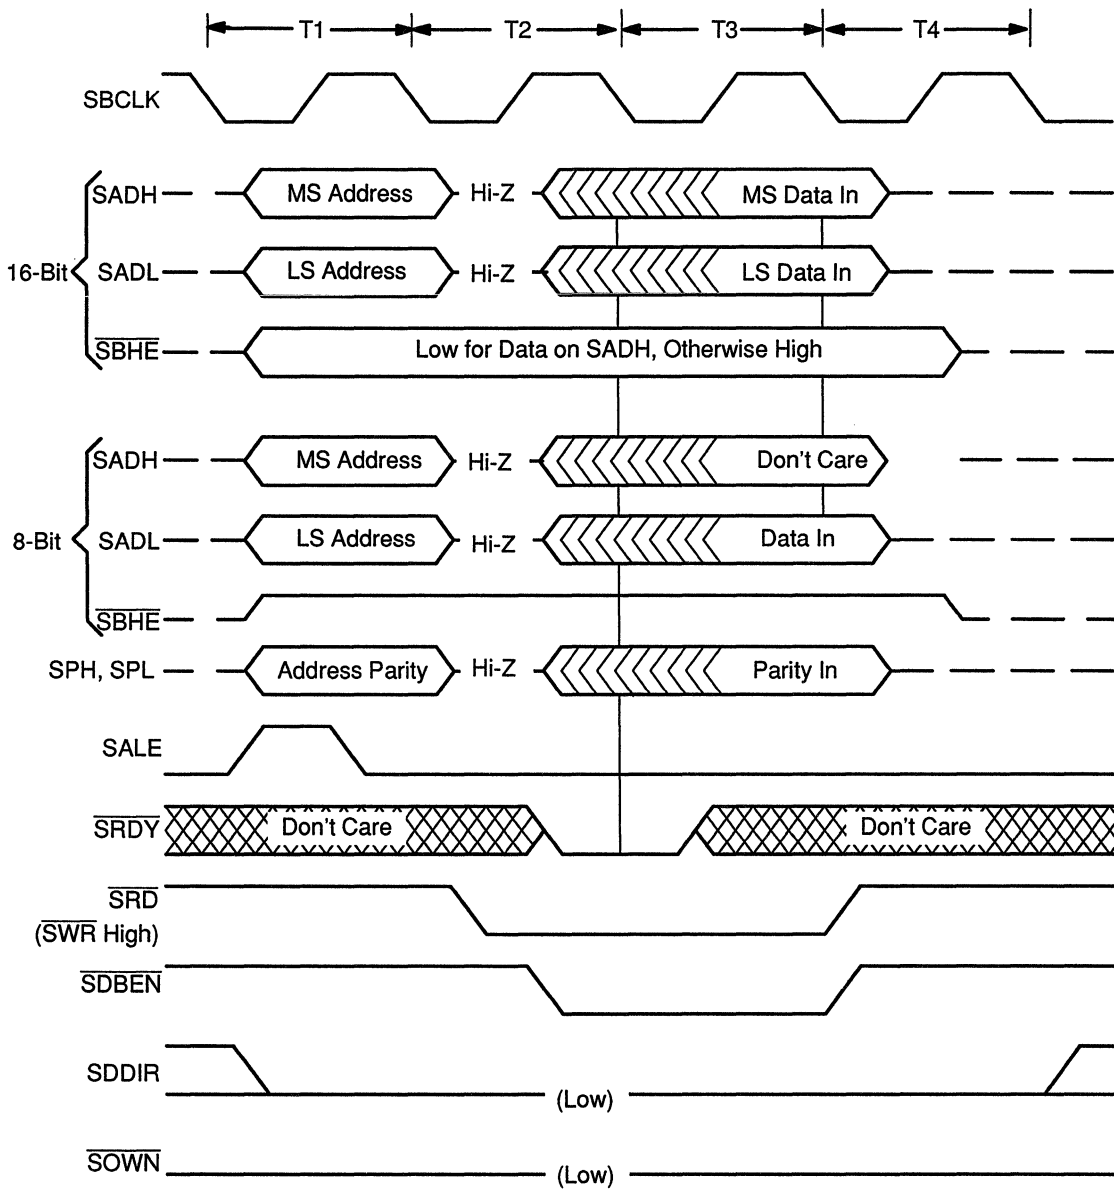 T1 T2 T3 T4
SBCLK
SADH MS Address Hi-Z MS Data In
16-Bit SADL LS Address Hi-Z LS Data In
SBHE Low for Data on SADH, Otherwise High
SADH MS Address Hi-Z Don't Care
8-Bit SADL LS Address Hi-Z Data In
SBHE
SPH, SPL Address Parity Hi-Z Parity In
SALE
SRDY Don't Care Don't Care
SRD
(SWR High)
SDBEN
SDDIR (Low)
SOWN (Low)